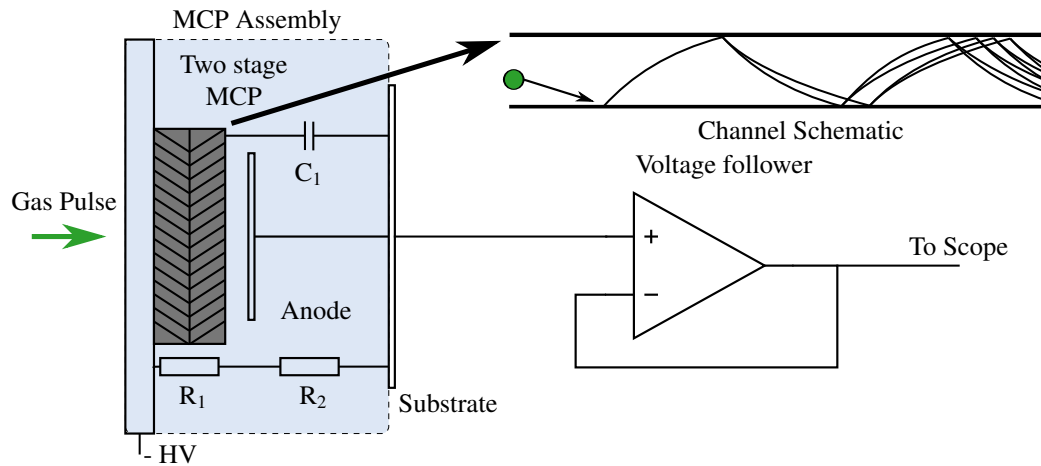 MCP Assembly
Two stage
MCP
C1
Channel Schematic
Voltage follower
Gas Pulse
+
To Scope
−
Anode
R1
R2
Substrate
- HV